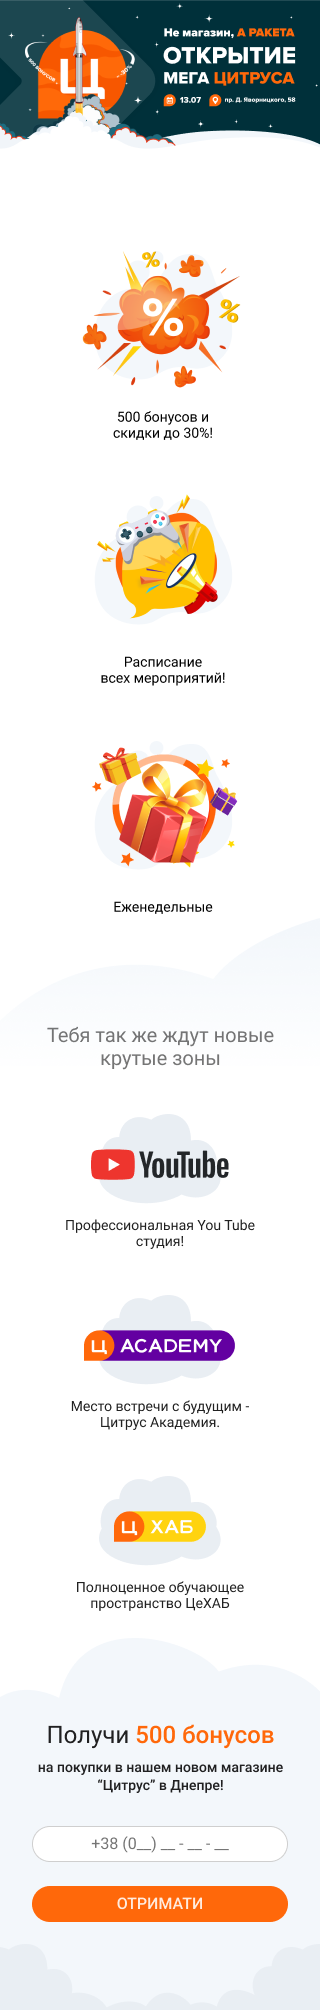 Не магазин, А РАКЕТА
ОТКРЫТИЕ
МЕГА ЦИТРУСА
13.07 пр. Д. Яворницкого, 58
500 бонусов
-30%
Ц
%
%
%
500 бонусов и
скидки до 30%!
Расписание
всех мероприятий!
Еженедельные
Тебя так же ждут новые
крутые зоны
YouTube
Профессиональная You Tube
студия!
Ц ACADEMY
Место встречи с будущим -
Цитрус Академия.
Ц ХАБ
Полноценное обучающее
пространство ЦеХАБ
Получи 500 бонусов
на покупки в нашем новом магазине
“Цитрус” в Днепре!
+38 (0__) __ - __ - __
ОТРИМАТИ